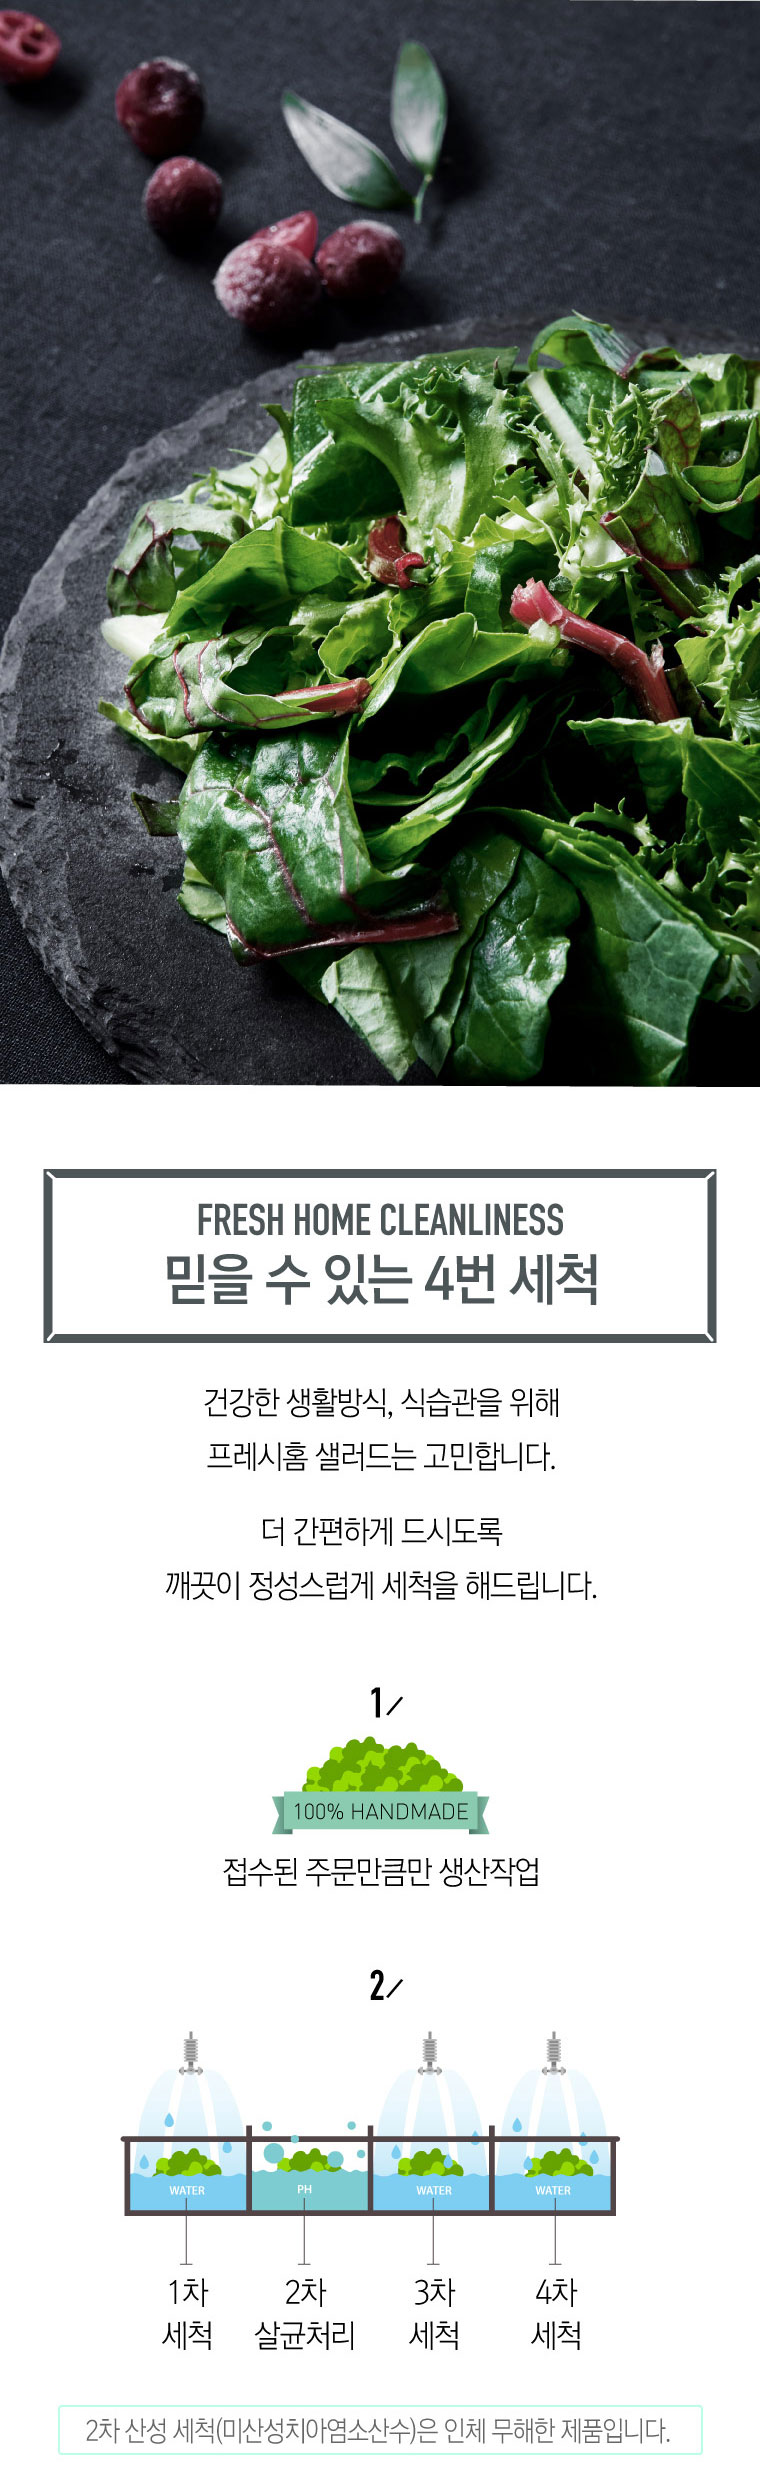 FRESH HOME CLEANLINESS
믿을 수 있는 4번 세척
건강한 생활방식, 식습관을 위해
프레시홈 샐러드는 고민합니다.
더 간편하게 드시도록
깨끗이 정성스럽게 세척을 해드립니다.
1/
100% HANDMADE
접수된 주문만큼만 생산작업
2/
WATER PH WATER WATER
1차 2차 3차 4차
세척 살균처리 세척 세척
2차 산성 세척(미산성치아염소산수)은 인체 무해한 제품입니다.